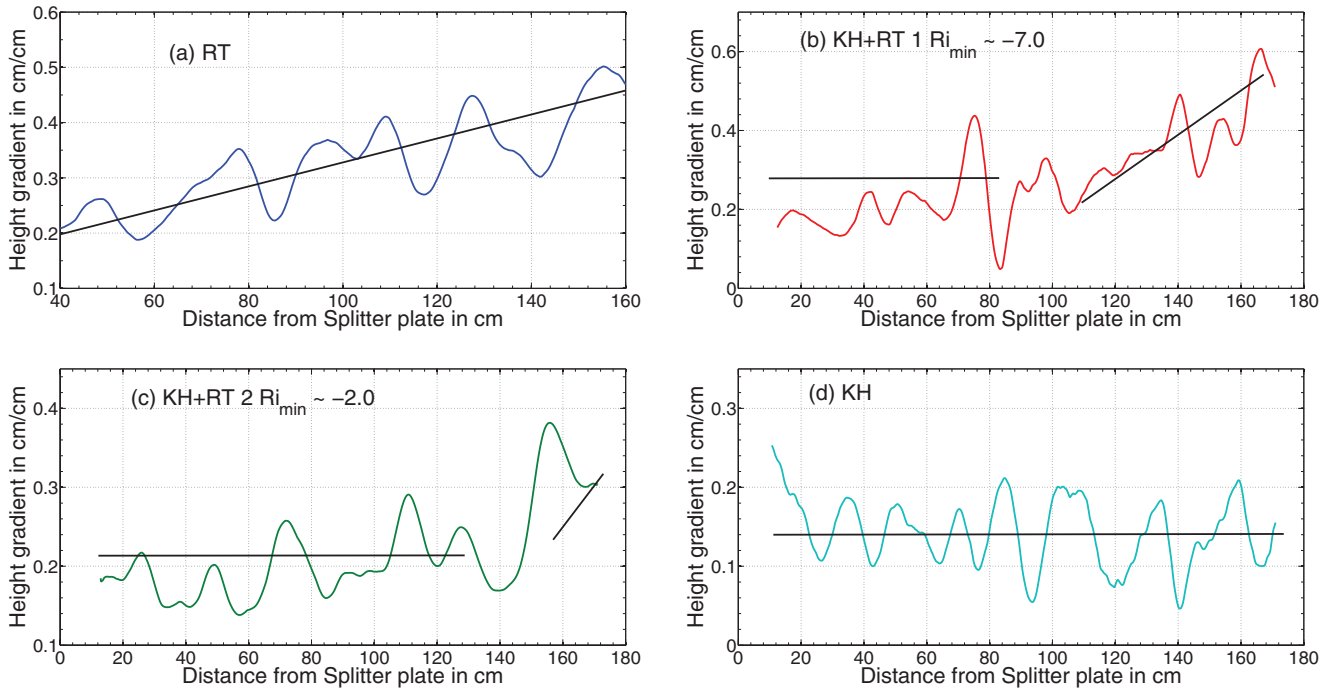 (a) RT
Height gradient in cm/cm
0.6
0.5
0.4
0.3
0.2
0.1
40 60 80 100 120 140 160
Distance from Splitter plate in cm
(b) KH+RT 1 Ri_min ~ −7.0
Height gradient in cm/cm
0.6
0.4
0.2
0
0 20 40 60 80 100 120 140 160 180
Distance from Splitter plate in cm
(c) KH+RT 2 Ri_min ~ −2.0
Height gradient in cm/cm
0.4
0.3
0.2
0.1
0 20 40 60 80 100 120 140 160 180
Distance from Splitter plate in cm
(d) KH
Height gradient in cm/cm
0.3
0.2
0.1
0
0 20 40 60 80 100 120 140 160 180
Distance from Splitter plate in cm